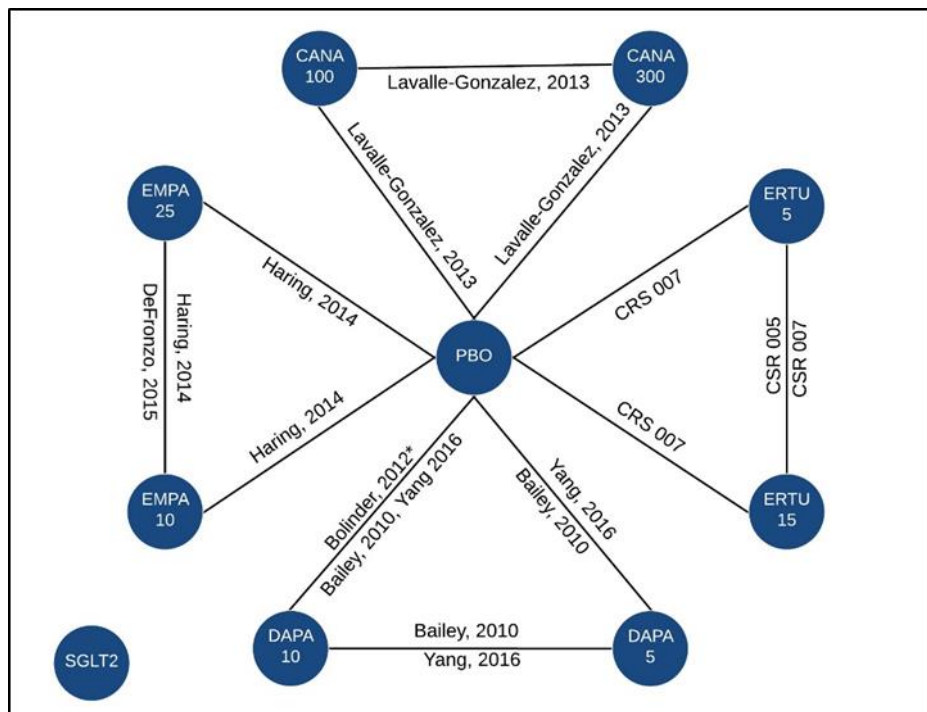 CANA
100
CANA
300
Lavalle-Gonzalez, 2013
Lavalle-Gonzalez, 2013
Lavalle-Gonzalez, 2013
EMPA
25
ERTU
5
Haring, 2014
CRS 007
DeFronzo, 2015
Haring, 2014
PBO
CSR 005
CSR 007
Haring, 2014
CRS 007
EMPA
10
ERTU
15
Bolinder, 2012*
Bailey, 2010, Yang 2016
Yang, 2016
Bailey, 2010
DAPA
10
Bailey, 2010
Yang, 2016
DAPA
5
SGLT2